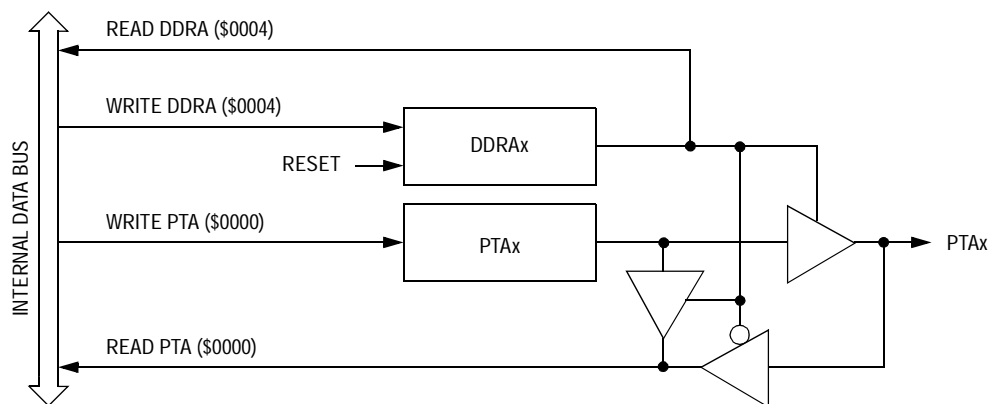 READ DDRA ($0004)
WRITE DDRA ($0004)
DDRAx
RESET
WRITE PTA ($0000)
PTAx
PTAx
READ PTA ($0000)
INTERNAL DATA BUS